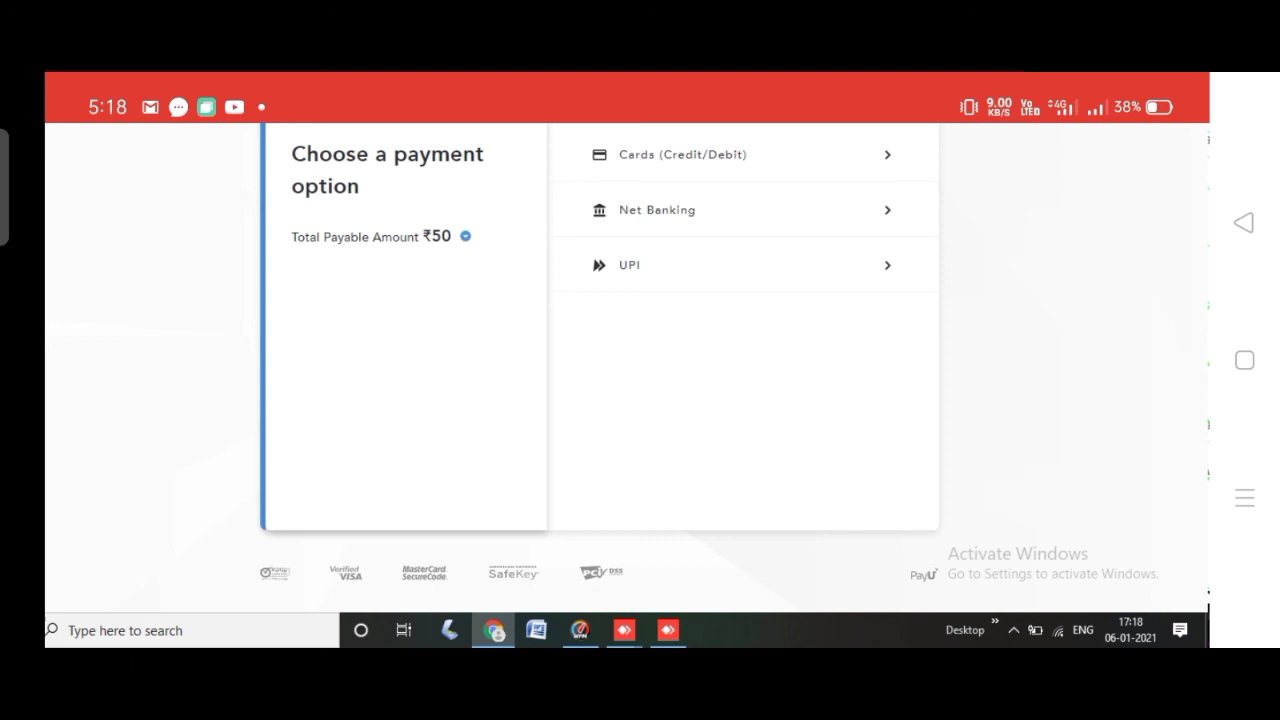 5:18
9.00
KB/S
Vo
LTED
4G
38%
Choose a payment
option
Total Payable Amount ₹50
Cards (Credit/Debit)
Net Banking
UPI
Verified
VISA
MasterCard.
SecureCode.
SafeKey
PCI DSS
PayU
Activate Windows
Go to Settings to activate Windows.
Type here to search
Desktop
ENG
17:18
06-01-2021